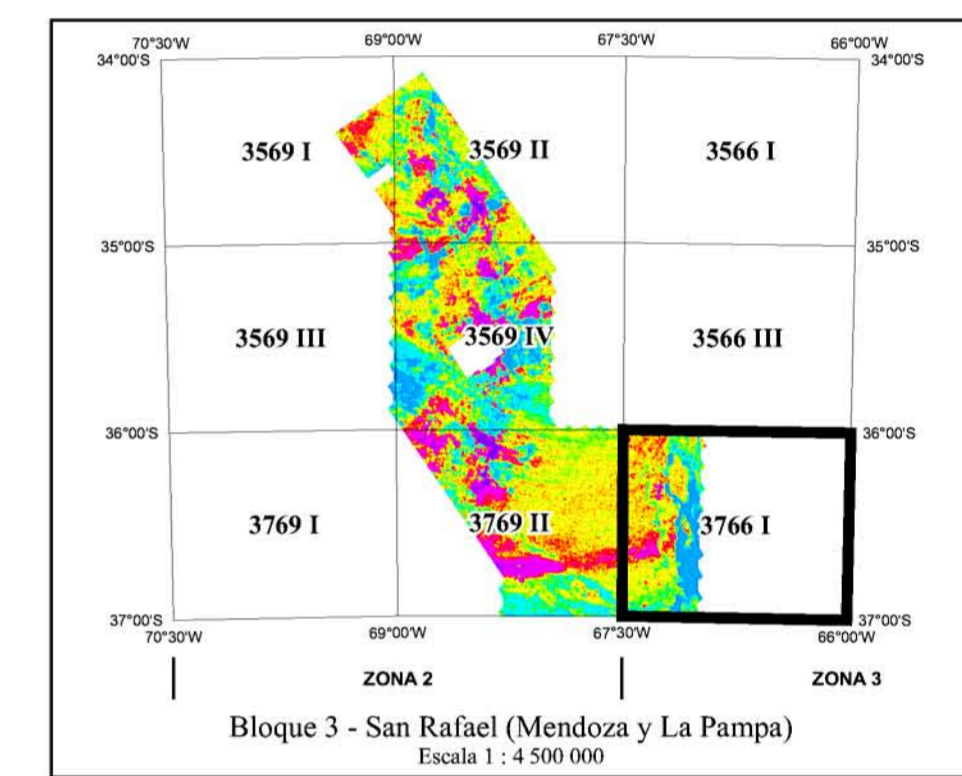 70°30'W 69°00'W 67°30'W 66°00'W
34°00'S 34°00'S
3569 I 3569 II 3566 I
35°00'S 35°00'S
3569 III 3569 IV 3566 III
36°00'S 36°00'S
3769 I 3769 II 3766 I
37°00'S 37°00'S
70°30'W 69°00'W 67°30'W 66°00'W
ZONA 2 ZONA 3
Bloque 3 - San Rafael (Mendoza y La Pampa)
Escala 1 : 4 500 000